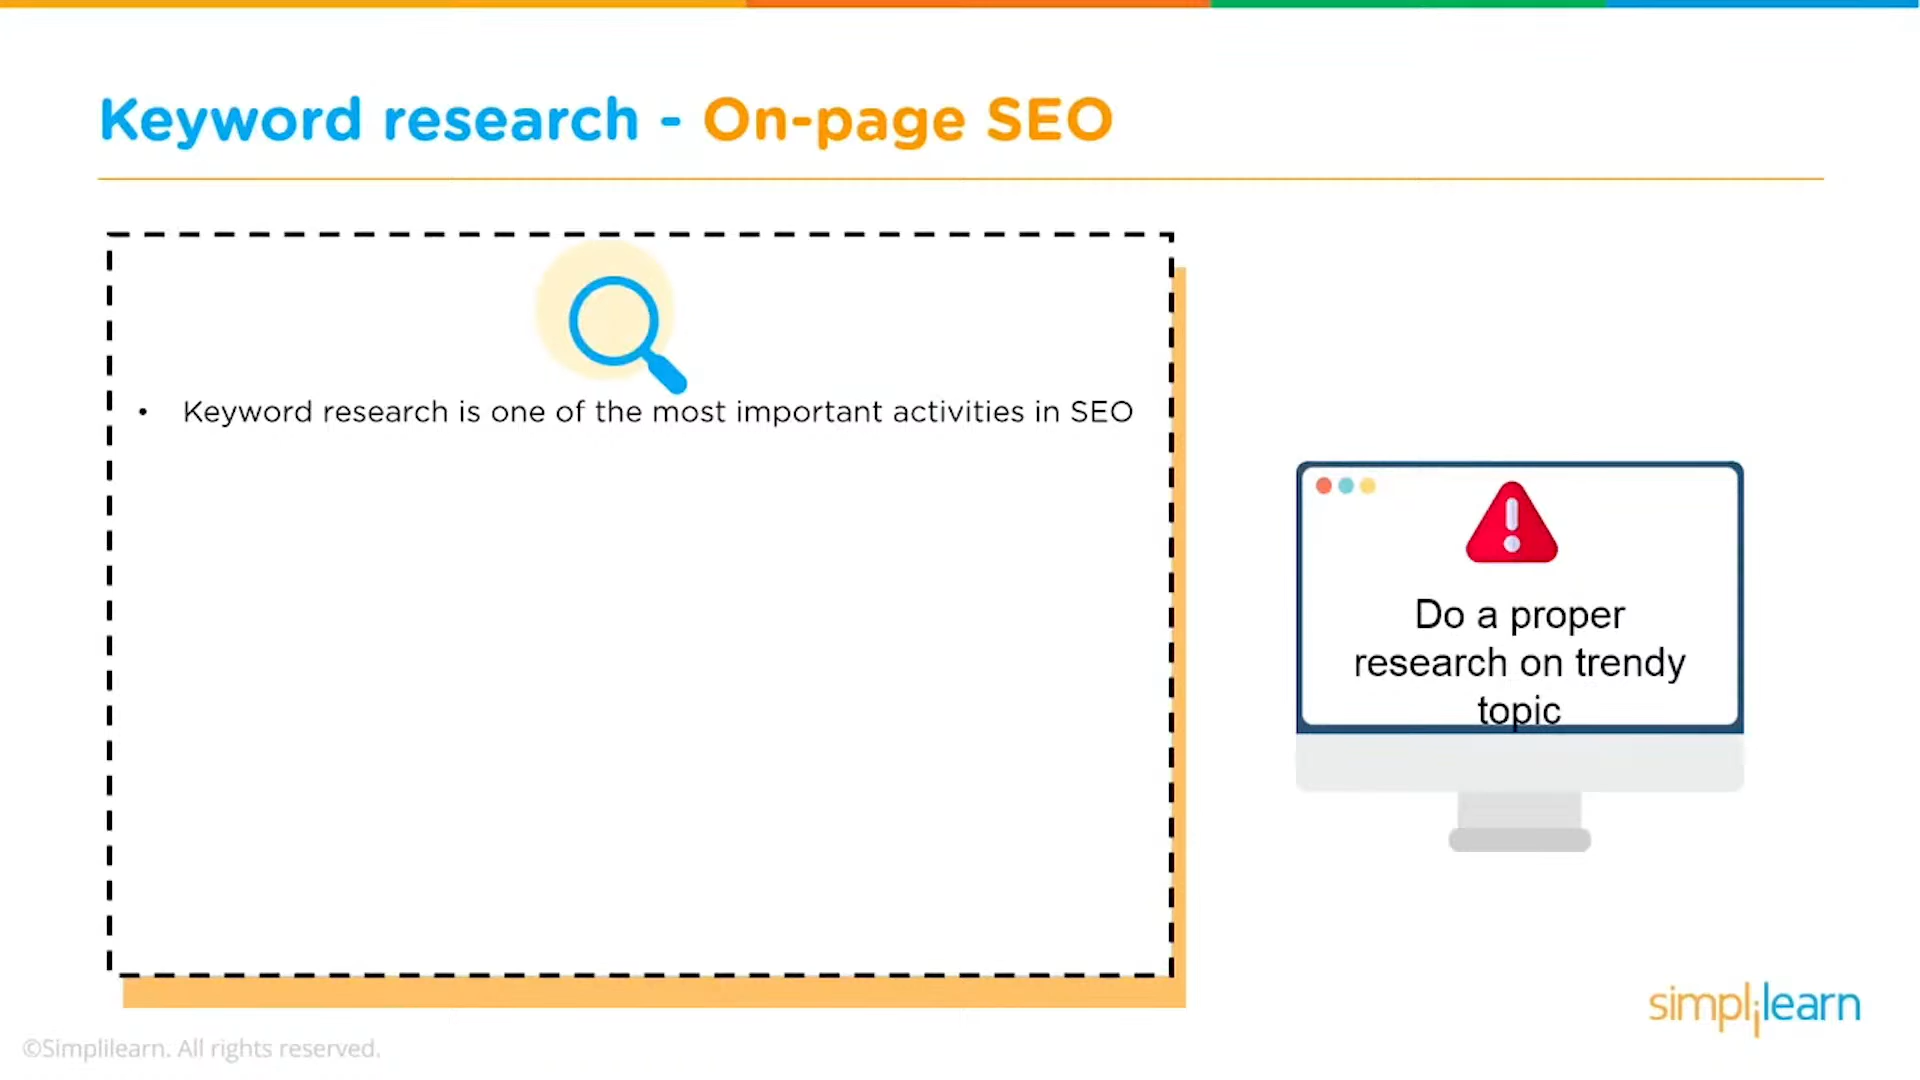 Keyword research - On-page SEO
• Keyword research is one of the most important activities in SEO
Do a proper
research on trendy
topic
simplilearn
©Simplilearn. All rights reserved.